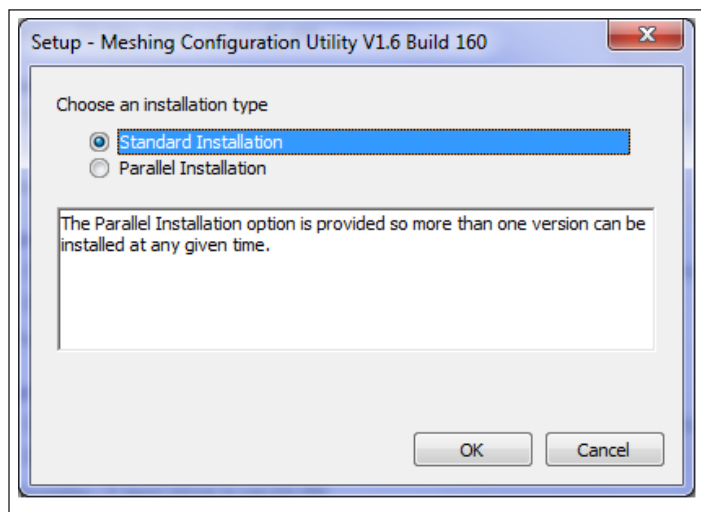 Setup - Meshing Configuration Utility V1.6 Build 160
Choose an installation type
Standard Installation
Parallel Installation
The Parallel Installation option is provided so more than one version can be
installed at any given time.
OK
Cancel